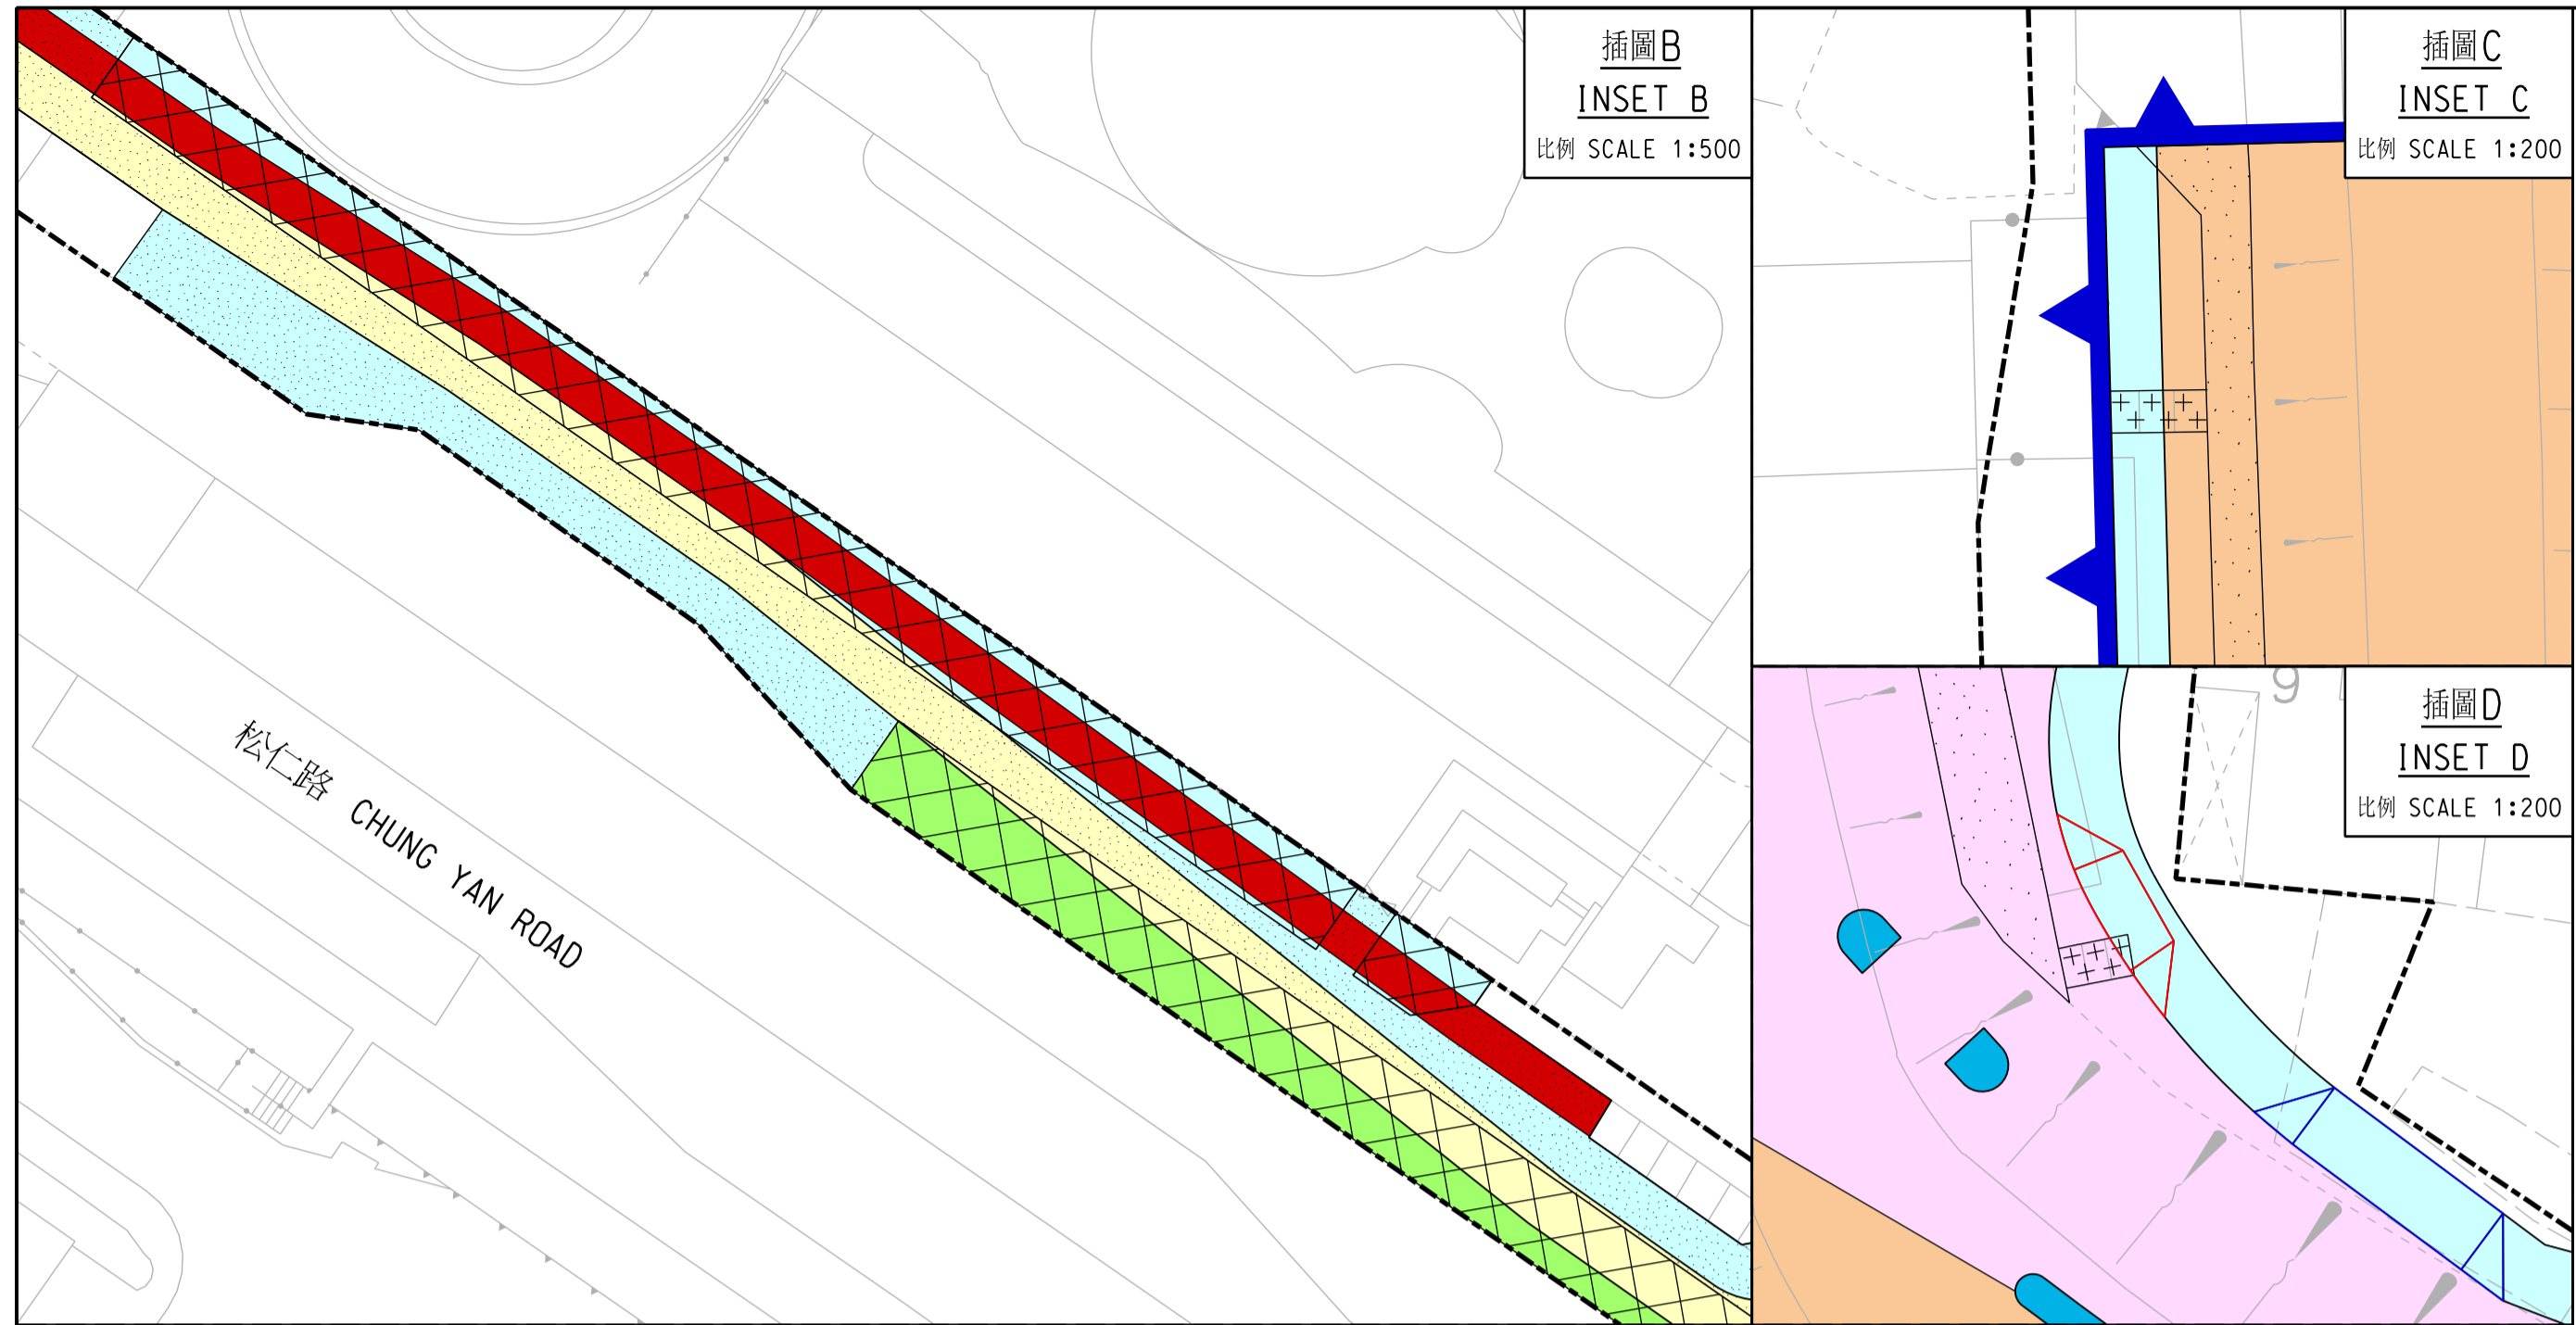 插圖B
INSET B
比例 SCALE 1:500
松仁路 CHUNG YAN ROAD
插圖C
INSET C
比例 SCALE 1:200
插圖D
INSET D
比例 SCALE 1:200
9